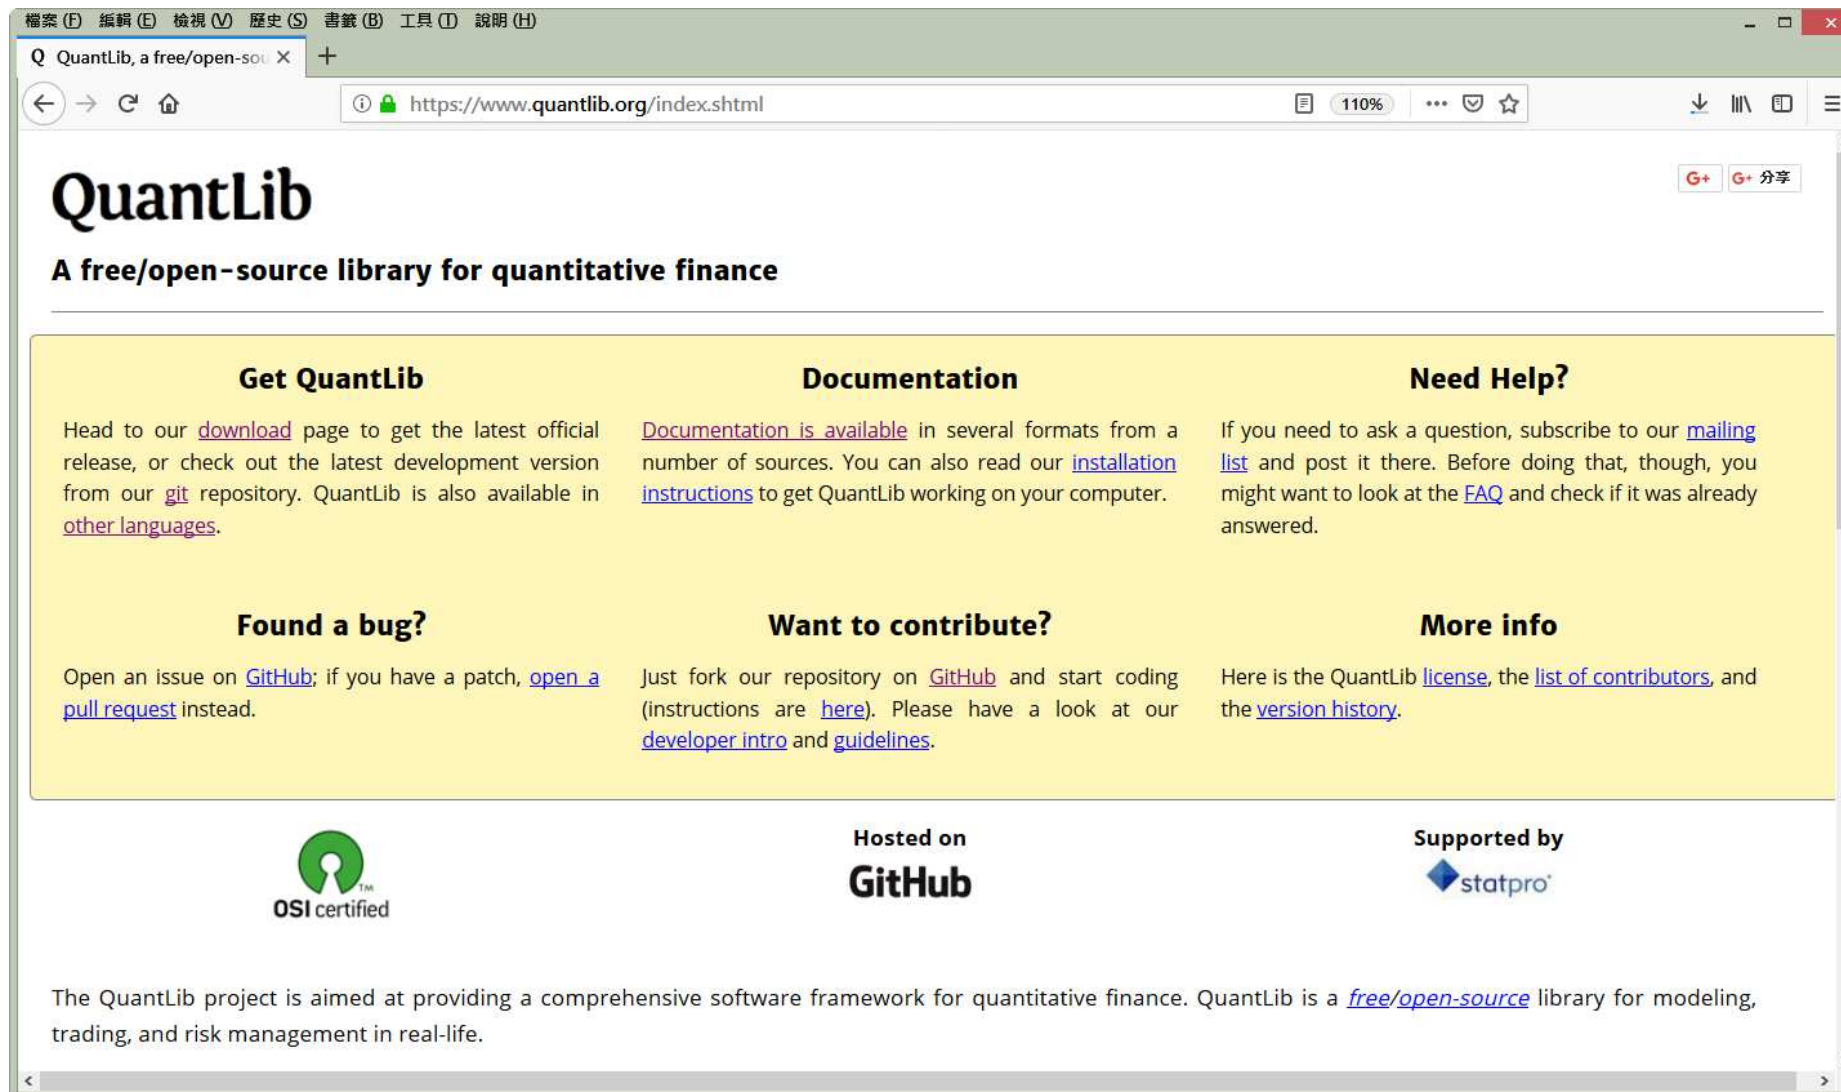 檔案(F) 編輯(E) 檢視(V) 歷史(S) 書籤(B) 工具(T) 說明(H)
Q QuantLib, a free/open-sou
https://www.quantlib.org/index.shtml 110%
QuantLib
G+ G+ 分享
A free/open-source library for quantitative finance
Get QuantLib
Head to our download page to get the latest official
release, or check out the latest development version
from our git repository. QuantLib is also available in
other languages.
Documentation
Documentation is available in several formats from a
number of sources. You can also read our installation
instructions to get QuantLib working on your computer.
Need Help?
If you need to ask a question, subscribe to our mailing
list and post it there. Before doing that, though, you
might want to look at the FAQ and check if it was already
answered.
Found a bug?
Open an issue on GitHub; if you have a patch, open a
pull request instead.
Want to contribute?
Just fork our repository on GitHub and start coding
(instructions are here). Please have a look at our
developer intro and guidelines.
More info
Here is the QuantLib license, the list of contributors, and
the version history.
TM
OSI certified
Hosted on
GitHub
Supported by
statpro
The QuantLib project is aimed at providing a comprehensive software framework for quantitative finance. QuantLib is a free/open-source library for modeling,
trading, and risk management in real-life.